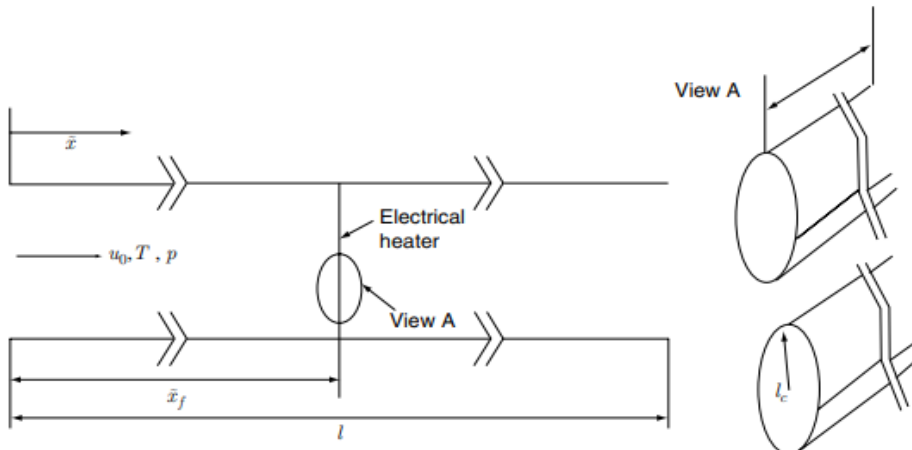 View A
x̃
Electrical
heater
u₀, T , p
View A
x̃_f
l_c
l